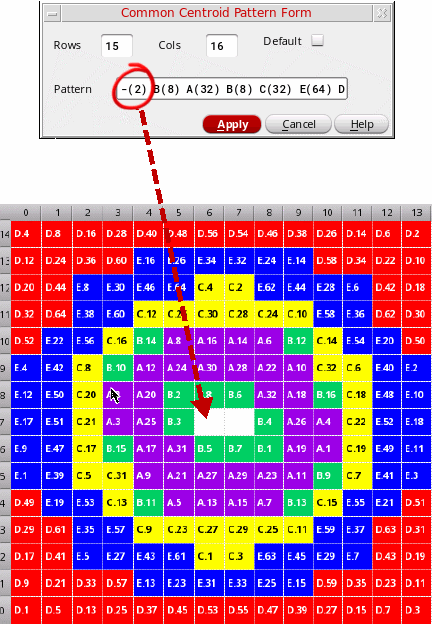 Common Centroid Pattern Form
Rows 15 Cols 16 Default
Pattern -(2) B(8) A(32) B(8) C(32) E(64) D
Apply Cancel Help
0 1 2 3 4 5 6 7 8 9 10 11 12 13
14 D.4 D.8 D.16 D.28 D.40 D.48 D.56 D.54 D.46 D.38 D.26 D.14 D.6 D.2
13 D.12 D.24 D.36 D.60 E.16 E.26 E.34 E.32 E.24 E.14 D.58 D.34 D.22 D.10
12 D.20 D.44 E.8 E.30 E.46 E.64 C.4 C.2 E.62 E.44 E.28 E.6 D.42 D.18
11 D.32 D.64 E.38 E.60 C.12 C.30 C.28 C.24 C.10 E.58 E.36 D.62 D.30
10 D.52 E.22 E.56 C.16 B.14 A.8 A.16 A.14 A.6 B.12 C.14 E.54 E.20 D.50
9 E.4 E.42 C.8 B.10 A.12 A.24 A.30 A.28 A.22 A.10 C.32 C.6 E.40 E.2
8 E.12 E.50 C.20 A.20 B.2 B.6 A.32 A.18 B.16 C.18 E.48 E.10
7 E.17 E.51 C.21 A.3 A.25 B.3 B.4 A.26 A.4 C.22 E.52 E.18
6 E.9 E.47 C.17 B.15 A.17 A.31 B.5 B.7 B.1 A.19 A.1 C.19 E.49 E.11
5 E.1 E.39 C.5 C.31 A.9 A.21 A.27 A.29 A.23 A.11 B.9 C.7 E.41 E.3
4 D.49 E.19 E.53 C.13 B.11 A.5 A.13 A.15 A.7 B.13 C.15 E.55 E.21 D.51
3 D.29 D.61 E.35 E.57 C.9 C.23 C.27 C.29 C.25 C.11 E.59 E.37 D.63 D.31
2 D.17 D.41 E.5 E.27 E.43 E.61 C.1 C.3 E.63 E.45 E.29 E.7 D.43 D.19
1 D.9 D.21 D.33 D.57 E.13 E.23 E.31 E.33 E.25 E.15 D.59 D.35 D.23 D.11
0 D.1 D.5 D.13 D.25 D.37 D.45 D.53 D.55 D.47 D.39 D.27 D.15 D.7 D.3